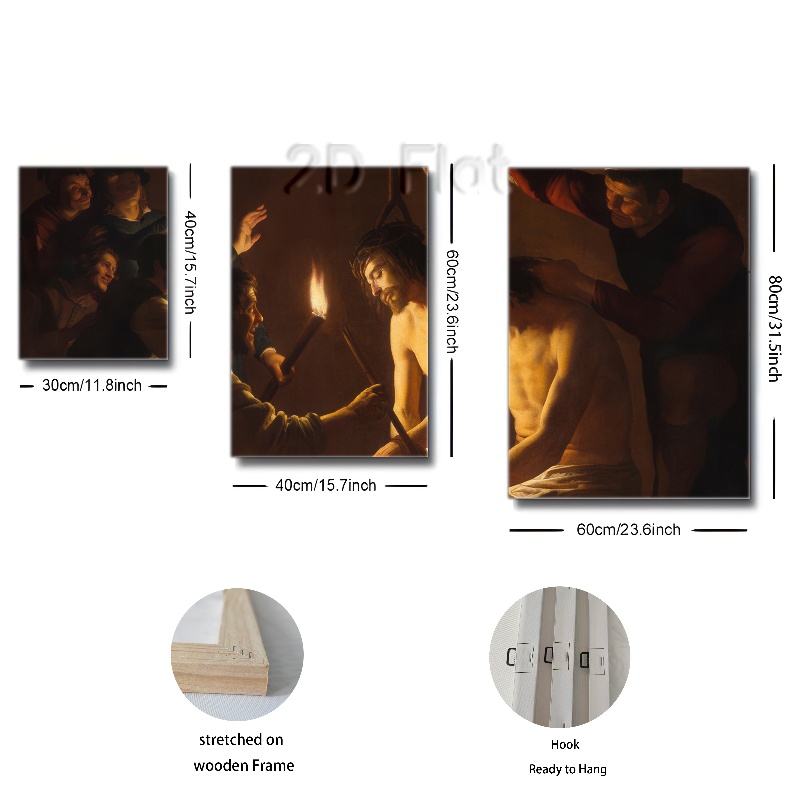 2D Flat
40cm/15.7inch
30cm/11.8inch
60cm/23.6inch
40cm/15.7inch
80cm/31.5inch
60cm/23.6inch
stretched on
wooden Frame
Hook
Ready to Hang